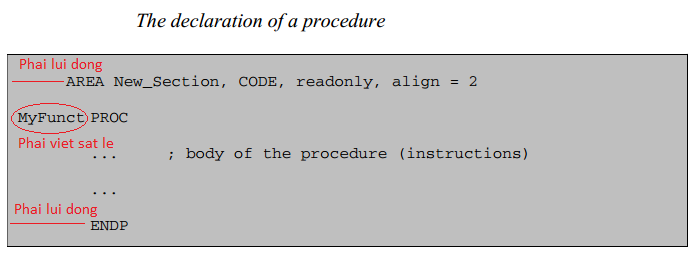 The declaration of a procedure
Phai lui dong
AREA New_Section, CODE, readonly, align = 2
MyFunct PROC
Phai viet sat le
... ; body of the procedure (instructions)
...
Phai lui dong
ENDP